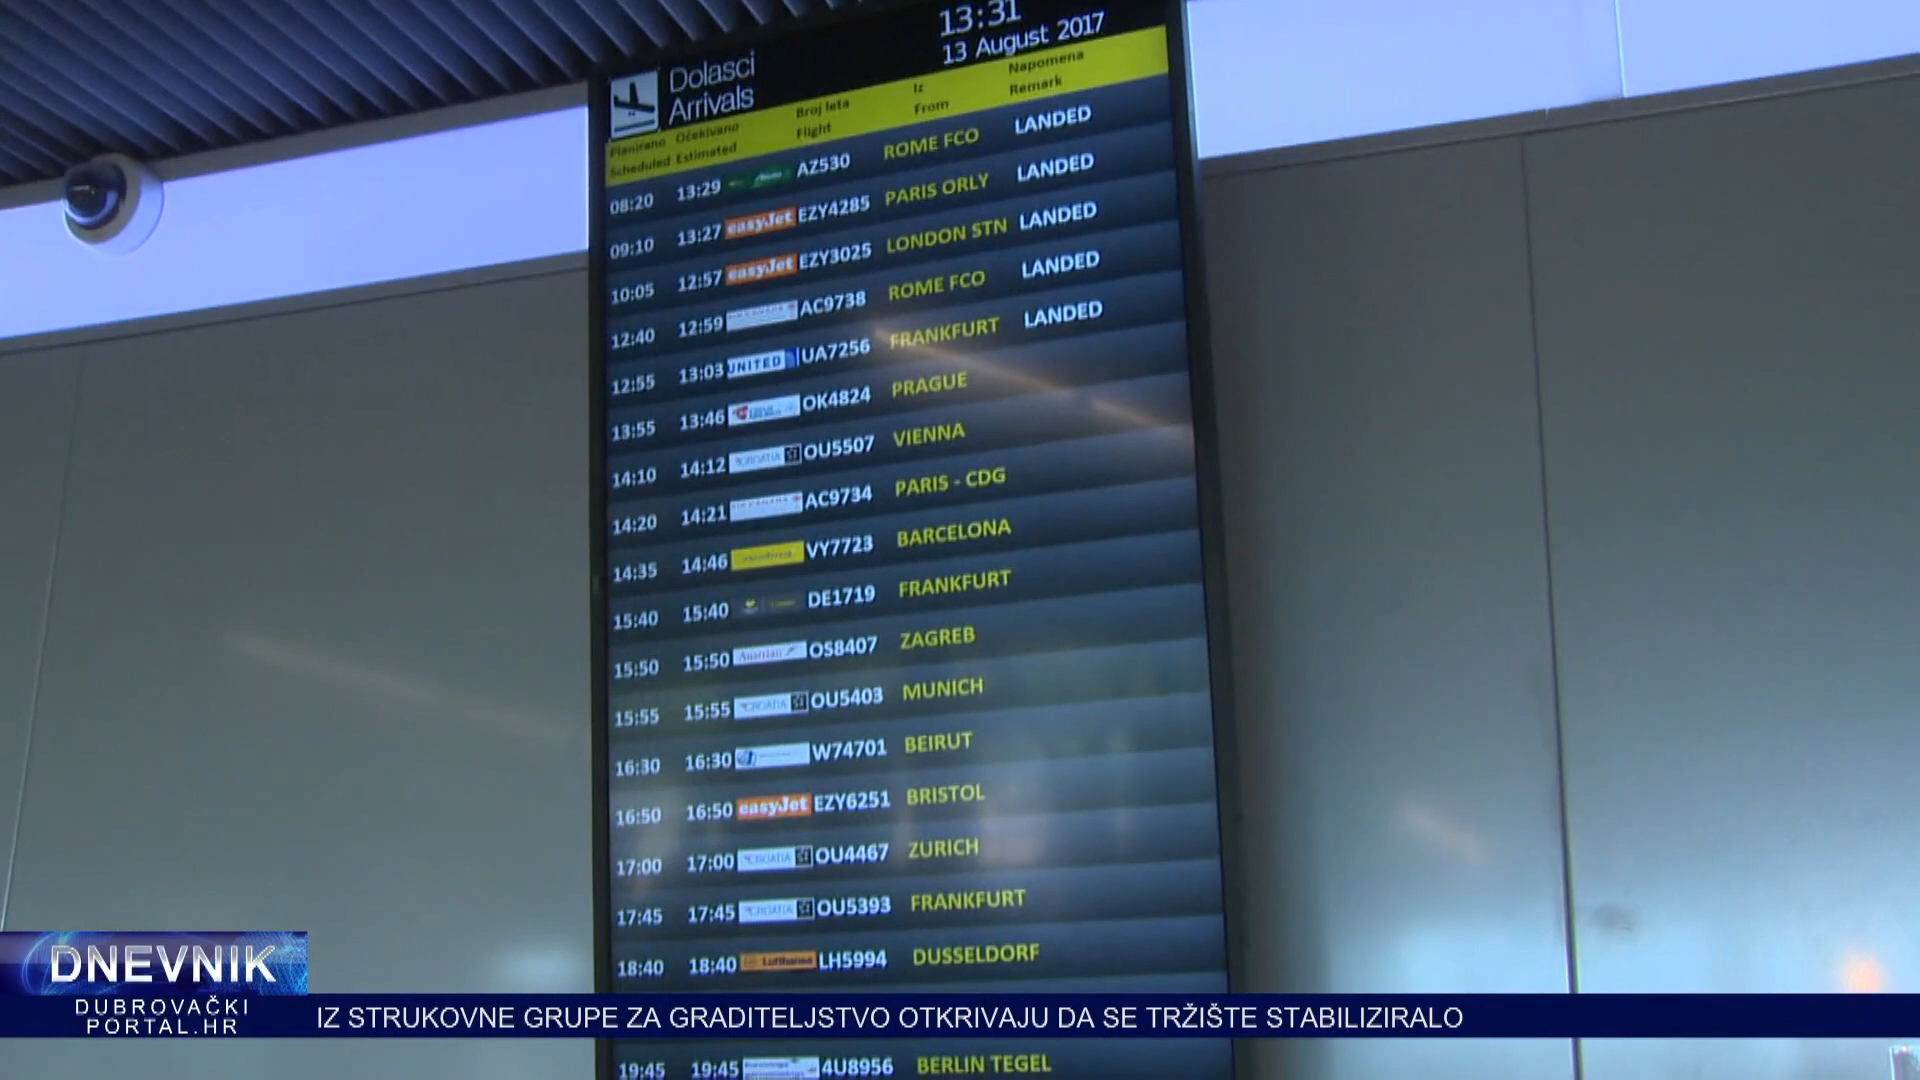 13:31
13 August 2017
Dolasci
Arrivals
Planirano Očekivano Broj leta Iz Napomena
Scheduled Estimated Flight From Remark
08:20 13:29 AZ530 ROME FCO LANDED
09:10 13:27 easyJet EZY4285 PARIS ORLY LANDED
10:05 12:57 easyJet EZY3025 LONDON STN LANDED
12:40 12:59 AC9738 ROME FCO LANDED
12:55 13:03 UNITED UA7256 FRANKFURT LANDED
13:55 13:46 OK4824 PRAGUE
14:10 14:12 CROATIA OU5507 VIENNA
14:20 14:21 AC9734 PARIS - CDG
14:35 14:46 vueling VY7723 BARCELONA
15:40 15:40 DE1719 FRANKFURT
15:50 15:50 Austrian OS8407 ZAGREB
15:55 15:55 CROATIA OU5403 MUNICH
16:30 16:30 W74701 BEIRUT
16:50 16:50 easyJet EZY6251 BRISTOL
17:00 17:00 CROATIA OU4467 ZURICH
17:45 17:45 CROATIA OU5393 FRANKFURT
18:40 18:40 Lufthansa LH5994 DUSSELDORF
DNEVNIK
DUBROVAČKI
PORTAL.HR
IZ STRUKOVNE GRUPE ZA GRADITELJSTVO OTKRIVAJU DA SE TRŽIŠTE STABILIZIRALO
19:45 19:45 4U8956 BERLIN TEGEL